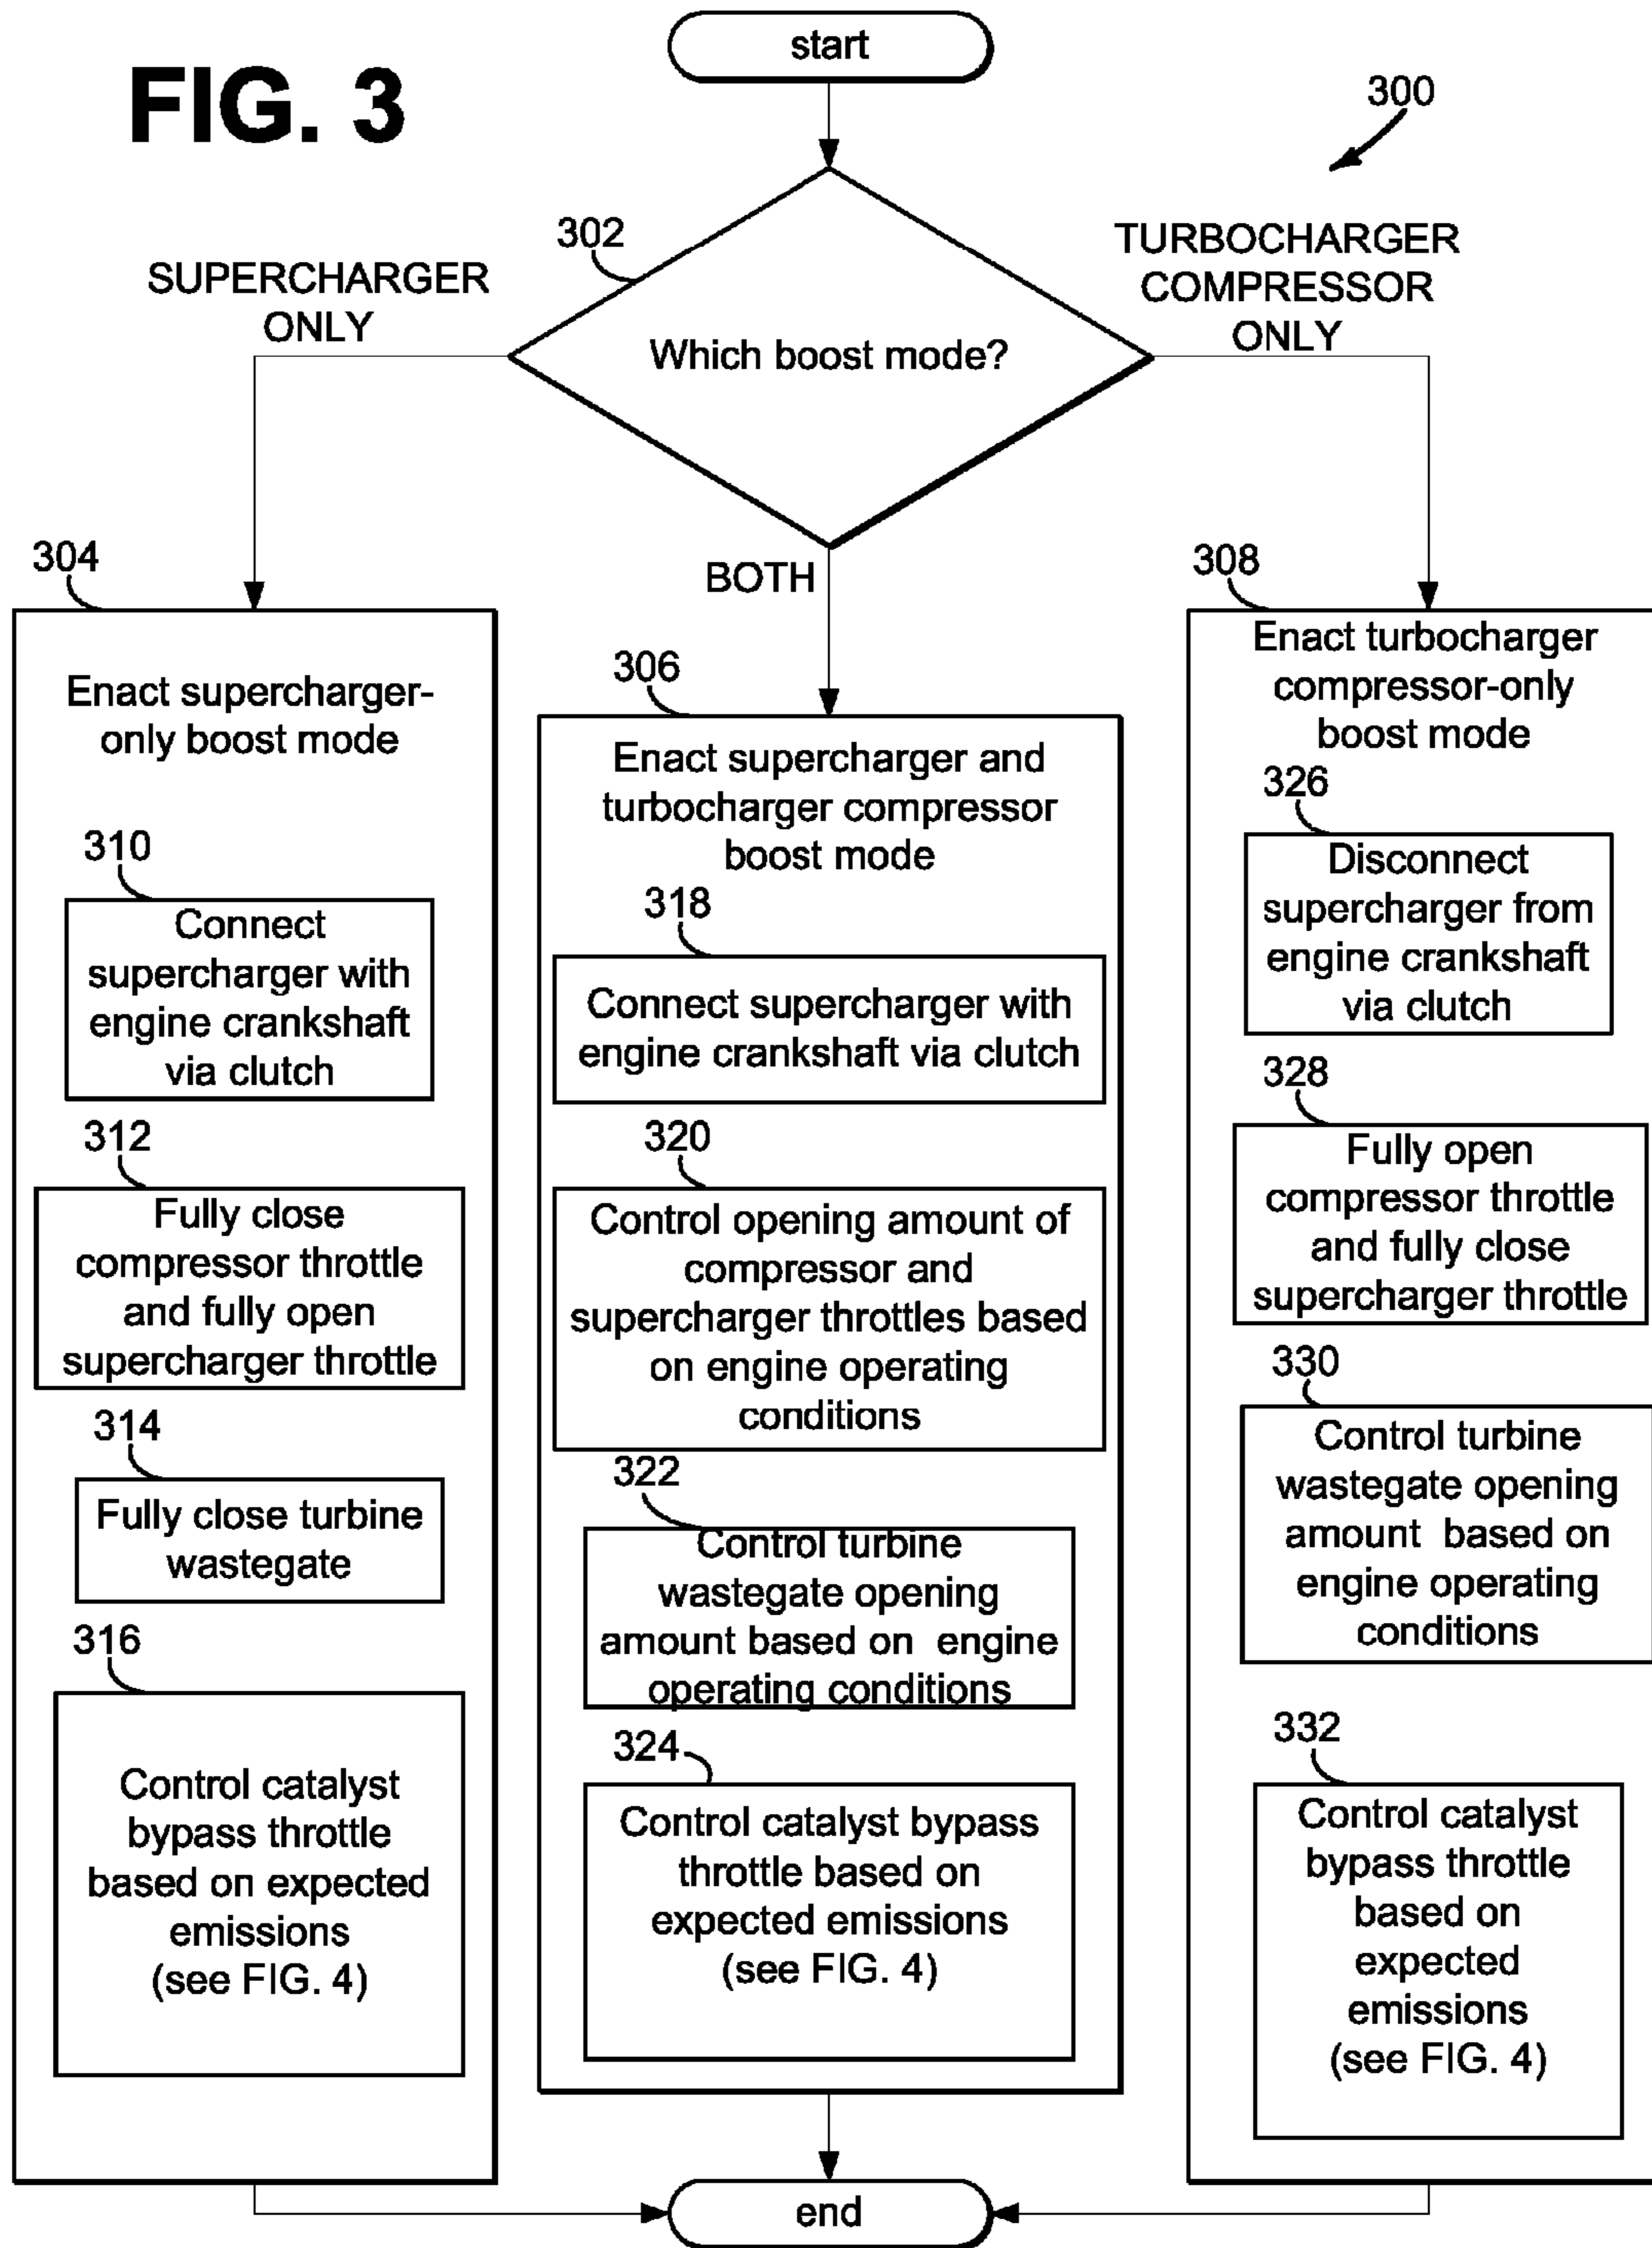 FIG. 3
start
300
302
SUPERCHARGER
ONLY
Which boost mode?
TURBOCHARGER
COMPRESSOR
ONLY
BOTH
304
Enact supercharger-
only boost mode
310
Connect
supercharger with
engine crankshaft
via clutch
312
Fully close
compressor throttle
and fully open
supercharger throttle
314
Fully close turbine
wastegate
316
Control catalyst
bypass throttle
based on expected
emissions
(see FIG. 4)
306
Enact supercharger and
turbocharger compressor
boost mode
318
Connect supercharger with
engine crankshaft via clutch
320
Control opening amount of
compressor and
supercharger throttles based
on engine operating
conditions
322
Control turbine
wastegate opening
amount based on engine
operating conditions
324
Control catalyst bypass
throttle based on
expected emissions
(see FIG. 4)
308
Enact turbocharger
compressor-only
boost mode
326
Disconnect
supercharger from
engine crankshaft
via clutch
328
Fully open
compressor throttle
and fully close
supercharger throttle
330
Control turbine
wastegate opening
amount based on
engine operating
conditions
332
Control catalyst
bypass throttle
based on
expected
emissions
(see FIG. 4)
end